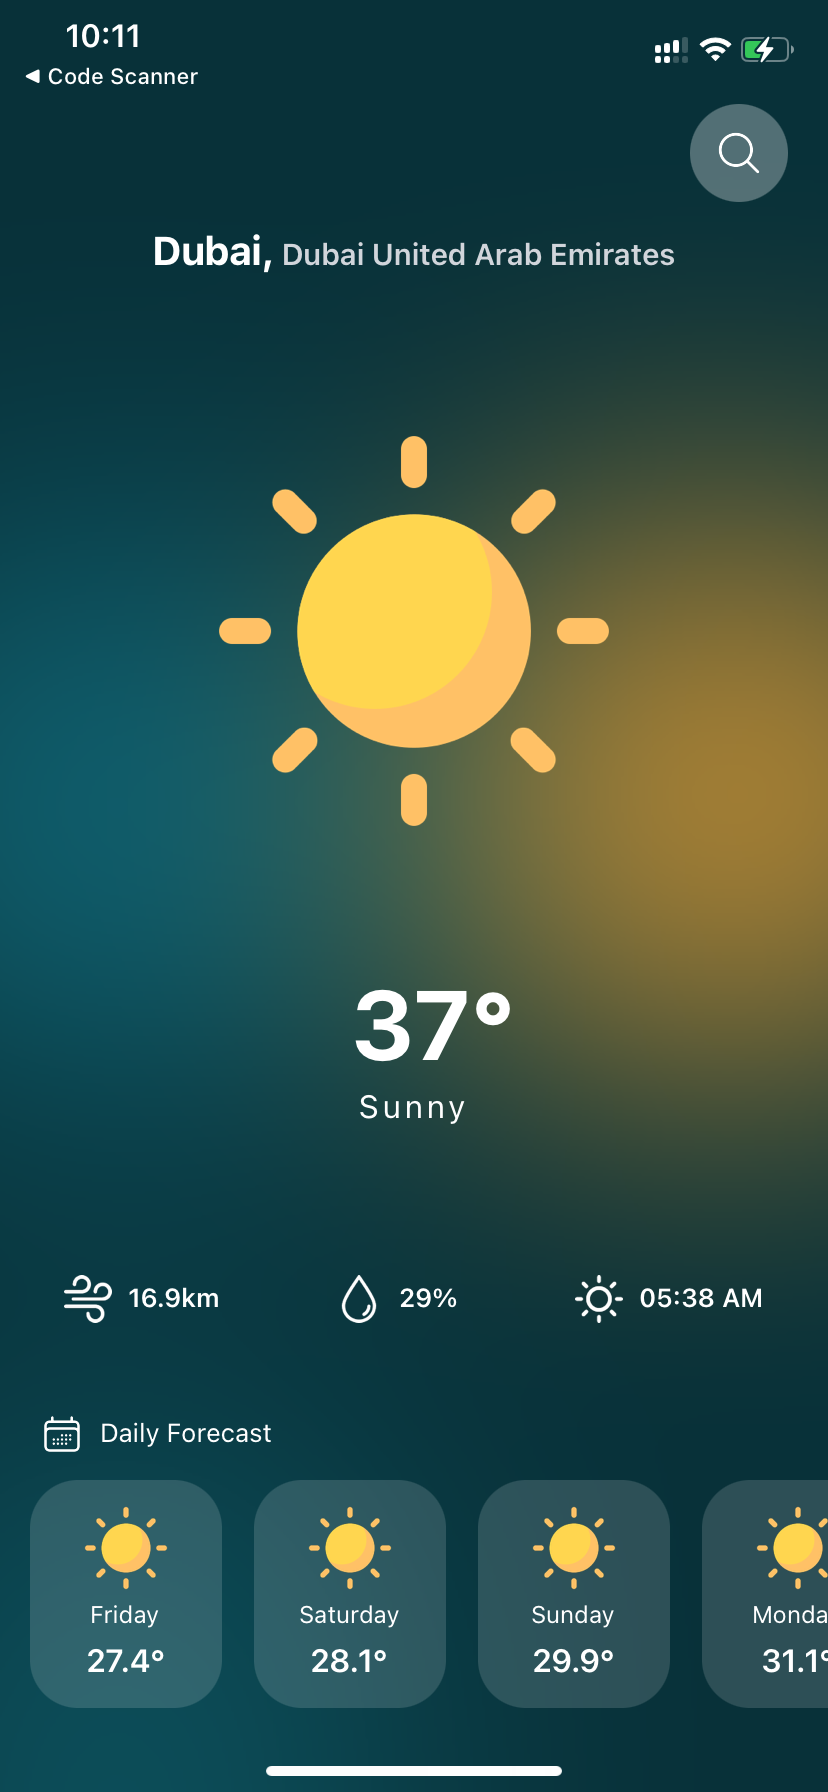 10:11
◀ Code Scanner
Dubai, Dubai United Arab Emirates
37°
Sunny
16.9km
29%
05:38 AM
Daily Forecast
Friday
27.4°
Saturday
28.1°
Sunday
29.9°
Monda
31.1°